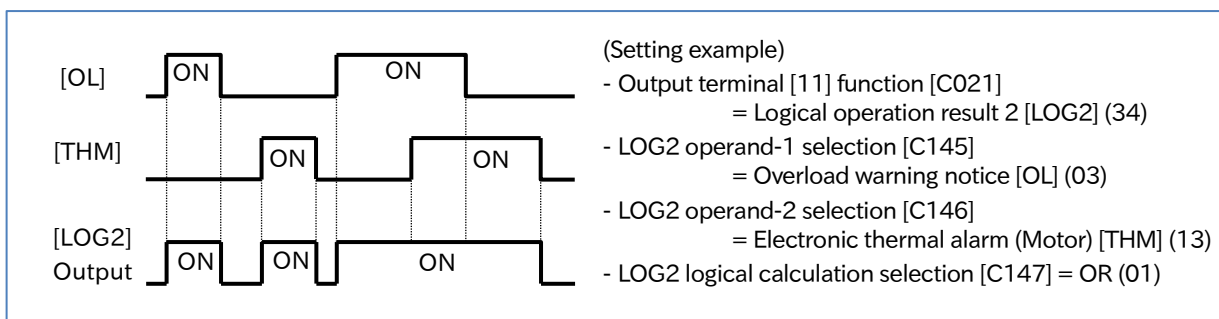 [OL]
ON
ON
[THM]
ON
ON
[LOG2]
Output
ON
ON
ON
(Setting example)
- Output terminal [11] function [C021]
= Logical operation result 2 [LOG2] (34)
- LOG2 operand-1 selection [C145]
= Overload warning notice [OL] (03)
- LOG2 operand-2 selection [C146]
= Electronic thermal alarm (Motor) [THM] (13)
- LOG2 logical calculation selection [C147] = OR (01)